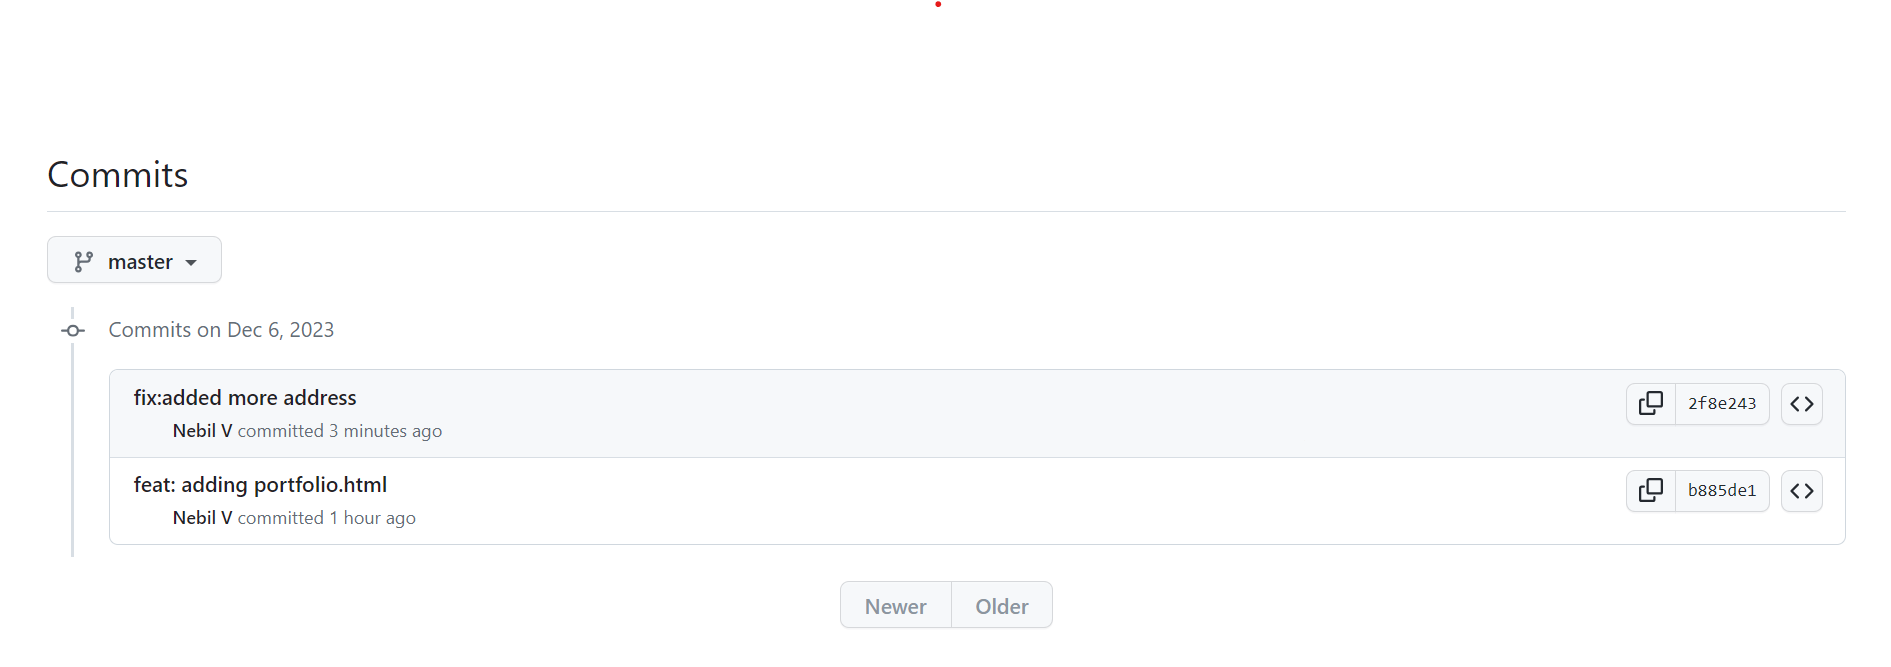 Commits
master
Commits on Dec 6, 2023
fix:added more address
Nebil V committed 3 minutes ago
2f8e243
feat: adding portfolio.html
Nebil V committed 1 hour ago
b885de1
Newer Older